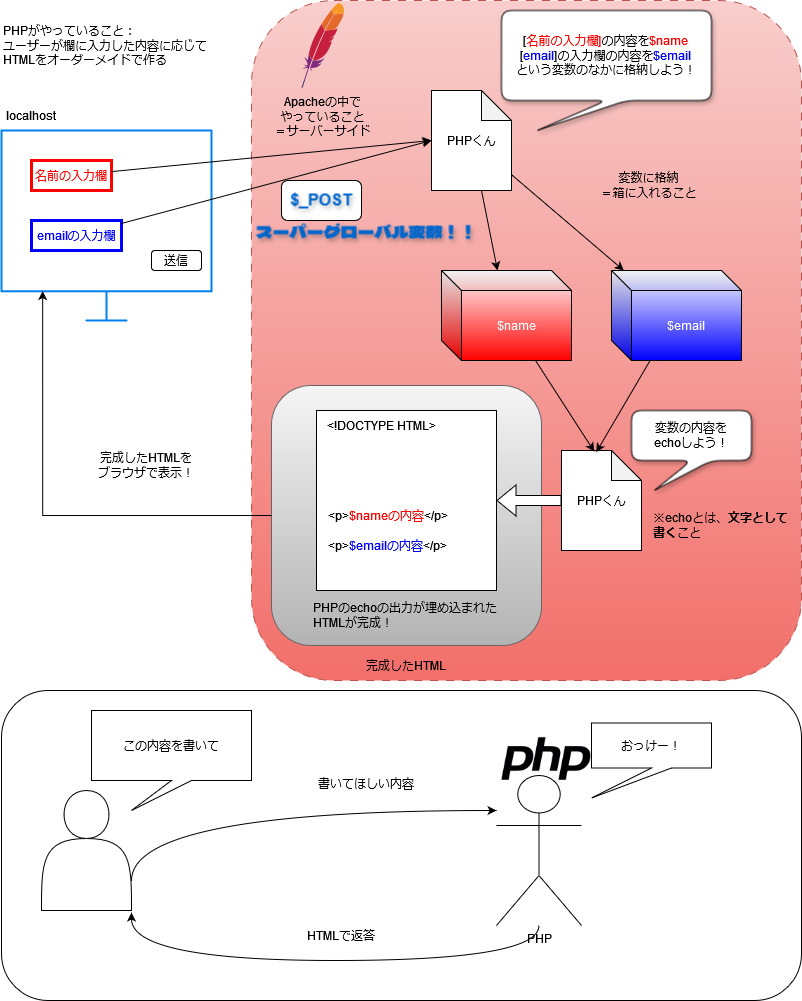 PHPがやっていること：
ユーザーが欄に入力した内容に応じて
HTMLをオーダーメイドで作る
localhost
名前の入力欄
emailの入力欄
送信
Apacheの中で
やっていること
＝サーバーサイド
[名前の入力欄]の内容を$name
[email]の入力欄の内容を$email
という変数のなかに格納しよう！
PHPくん
$_POST
スーパーグローバル変数！！
変数に格納
＝箱に入れること
$name
$email
変数の内容を
echoしよう！
PHPくん
※echoとは、文字として
書くこと
<!DOCTYPE HTML>
<p>$nameの内容</p>
<p>$emailの内容</p>
PHPのechoの出力が埋め込まれた
HTMLが完成！
完成したHTML
完成したHTMLを
ブラウザで表示！
この内容を書いて
書いてほしい内容
php
おっけー！
HTMLで返答
PHP